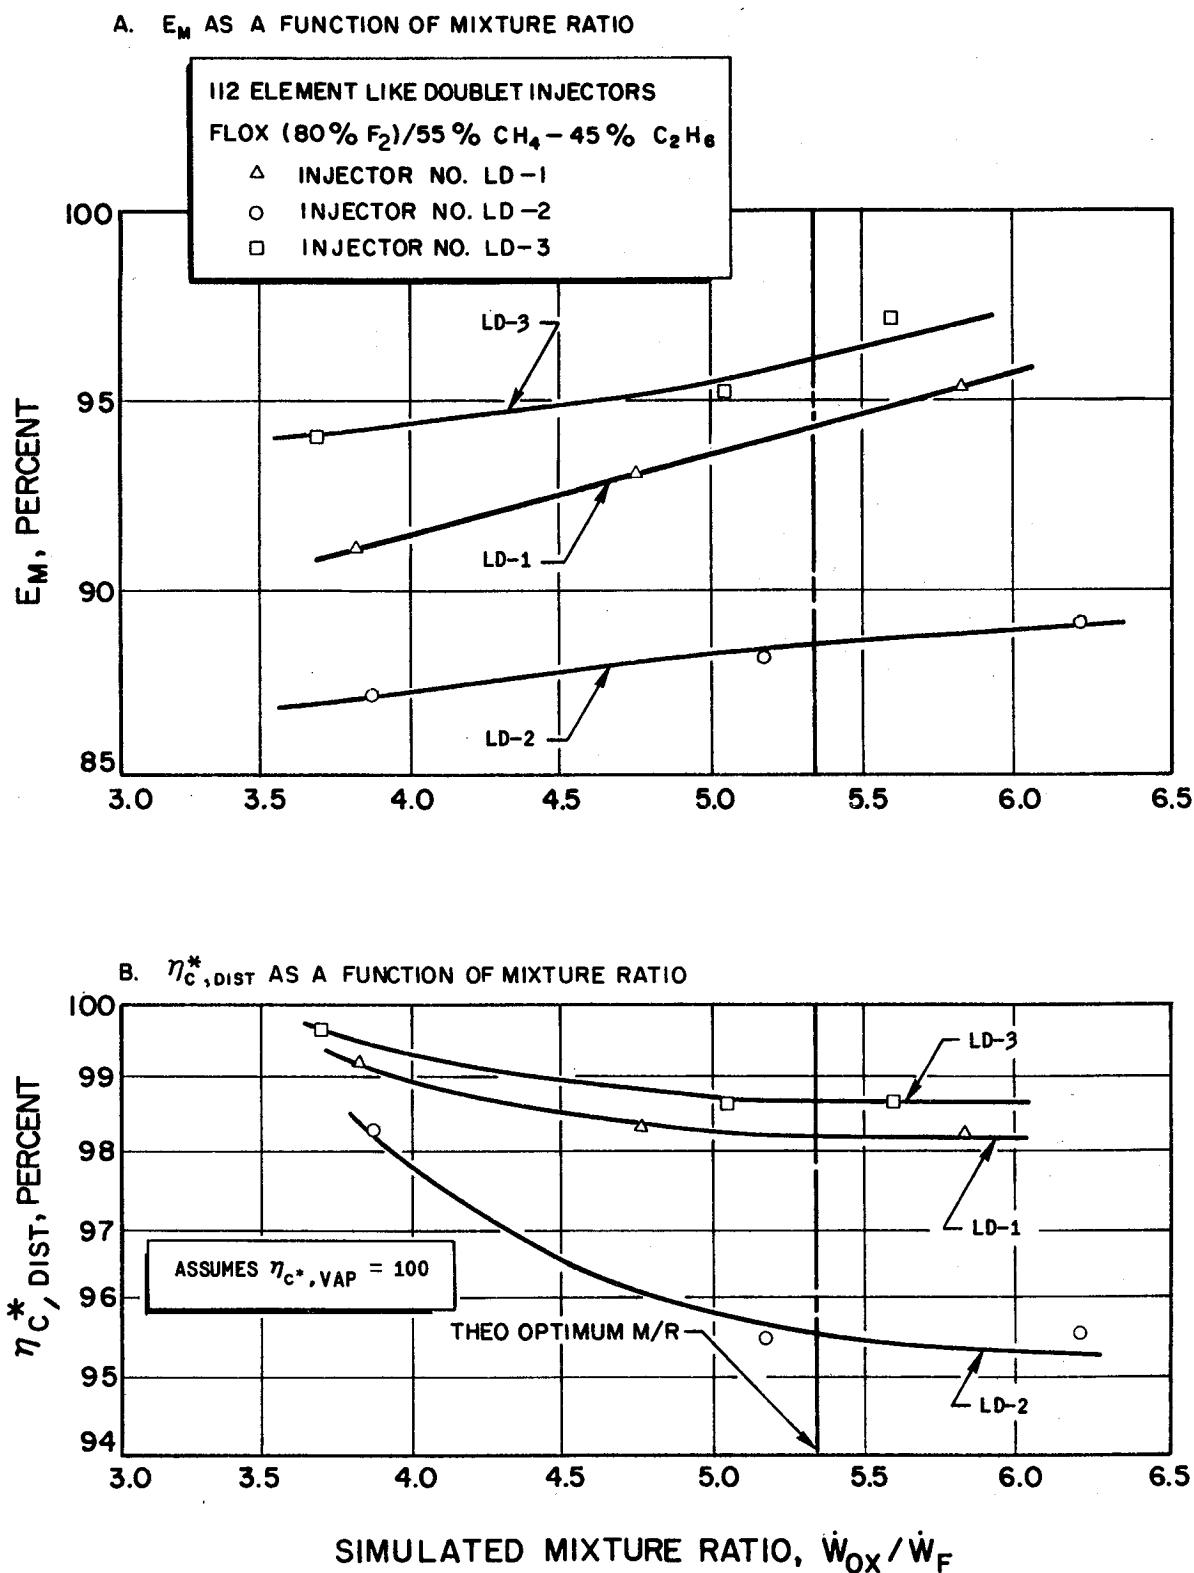 A. E_M AS A FUNCTION OF MIXTURE RATIO
112 ELEMENT LIKE DOUBLET INJECTORS
FLOX (80% F2)/55% CH4-45% C2H6
△ INJECTOR NO. LD-1
○ INJECTOR NO. LD-2
□ INJECTOR NO. LD-3
100
95
90
85
E_M, PERCENT
LD-3
LD-1
LD-2
3.0 3.5 4.0 4.5 5.0 5.5 6.0 6.5
B. η_C*,DIST AS A FUNCTION OF MIXTURE RATIO
100
99
98
97
96
95
94
η_C*, DIST, PERCENT
LD-3
LD-1
ASSUMES η_C*,VAP = 100
THEO OPTIMUM M/R
LD-2
3.0 3.5 4.0 4.5 5.0 5.5 6.0 6.5
SIMULATED MIXTURE RATIO, Ẇ_OX/Ẇ_F